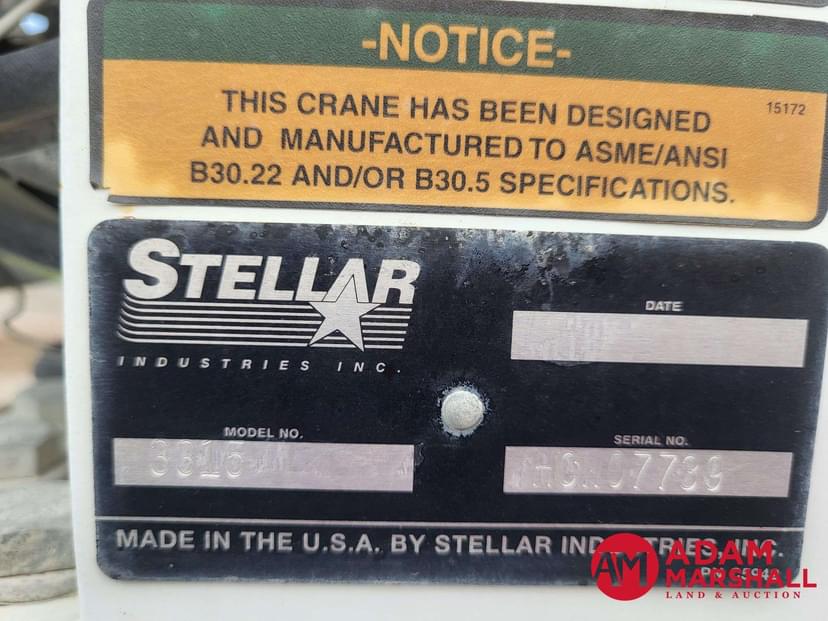 -NOTICE-
THIS CRANE HAS BEEN DESIGNED
15172
AND MANUFACTURED TO ASME/ANSI
B30.22 AND/OR B30.5 SPECIFICATIONS.
STELLAR
INDUSTRIES INC.
DATE
MODEL NO.
3315
SERIAL NO.
MADE IN THE U.S.A. BY STELLAR INDUSTRIES, INC.
AM ADAM
MARSHALL
LAND & AUCTION